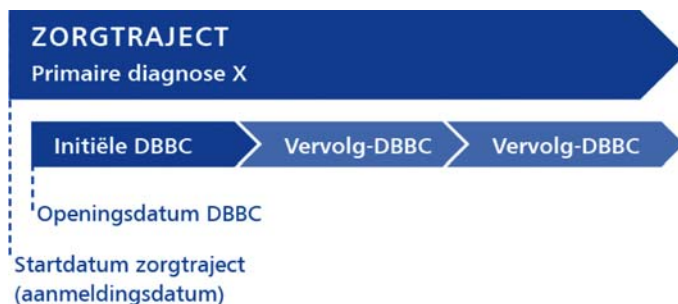 ZORGTRAJECT
Primaire diagnose X
Initiële DBBC
Vervolg-DBBC
Vervolg-DBBC
Openingsdatum DBBC
Startdatum zorgtraject
(aanmeldingsdatum)